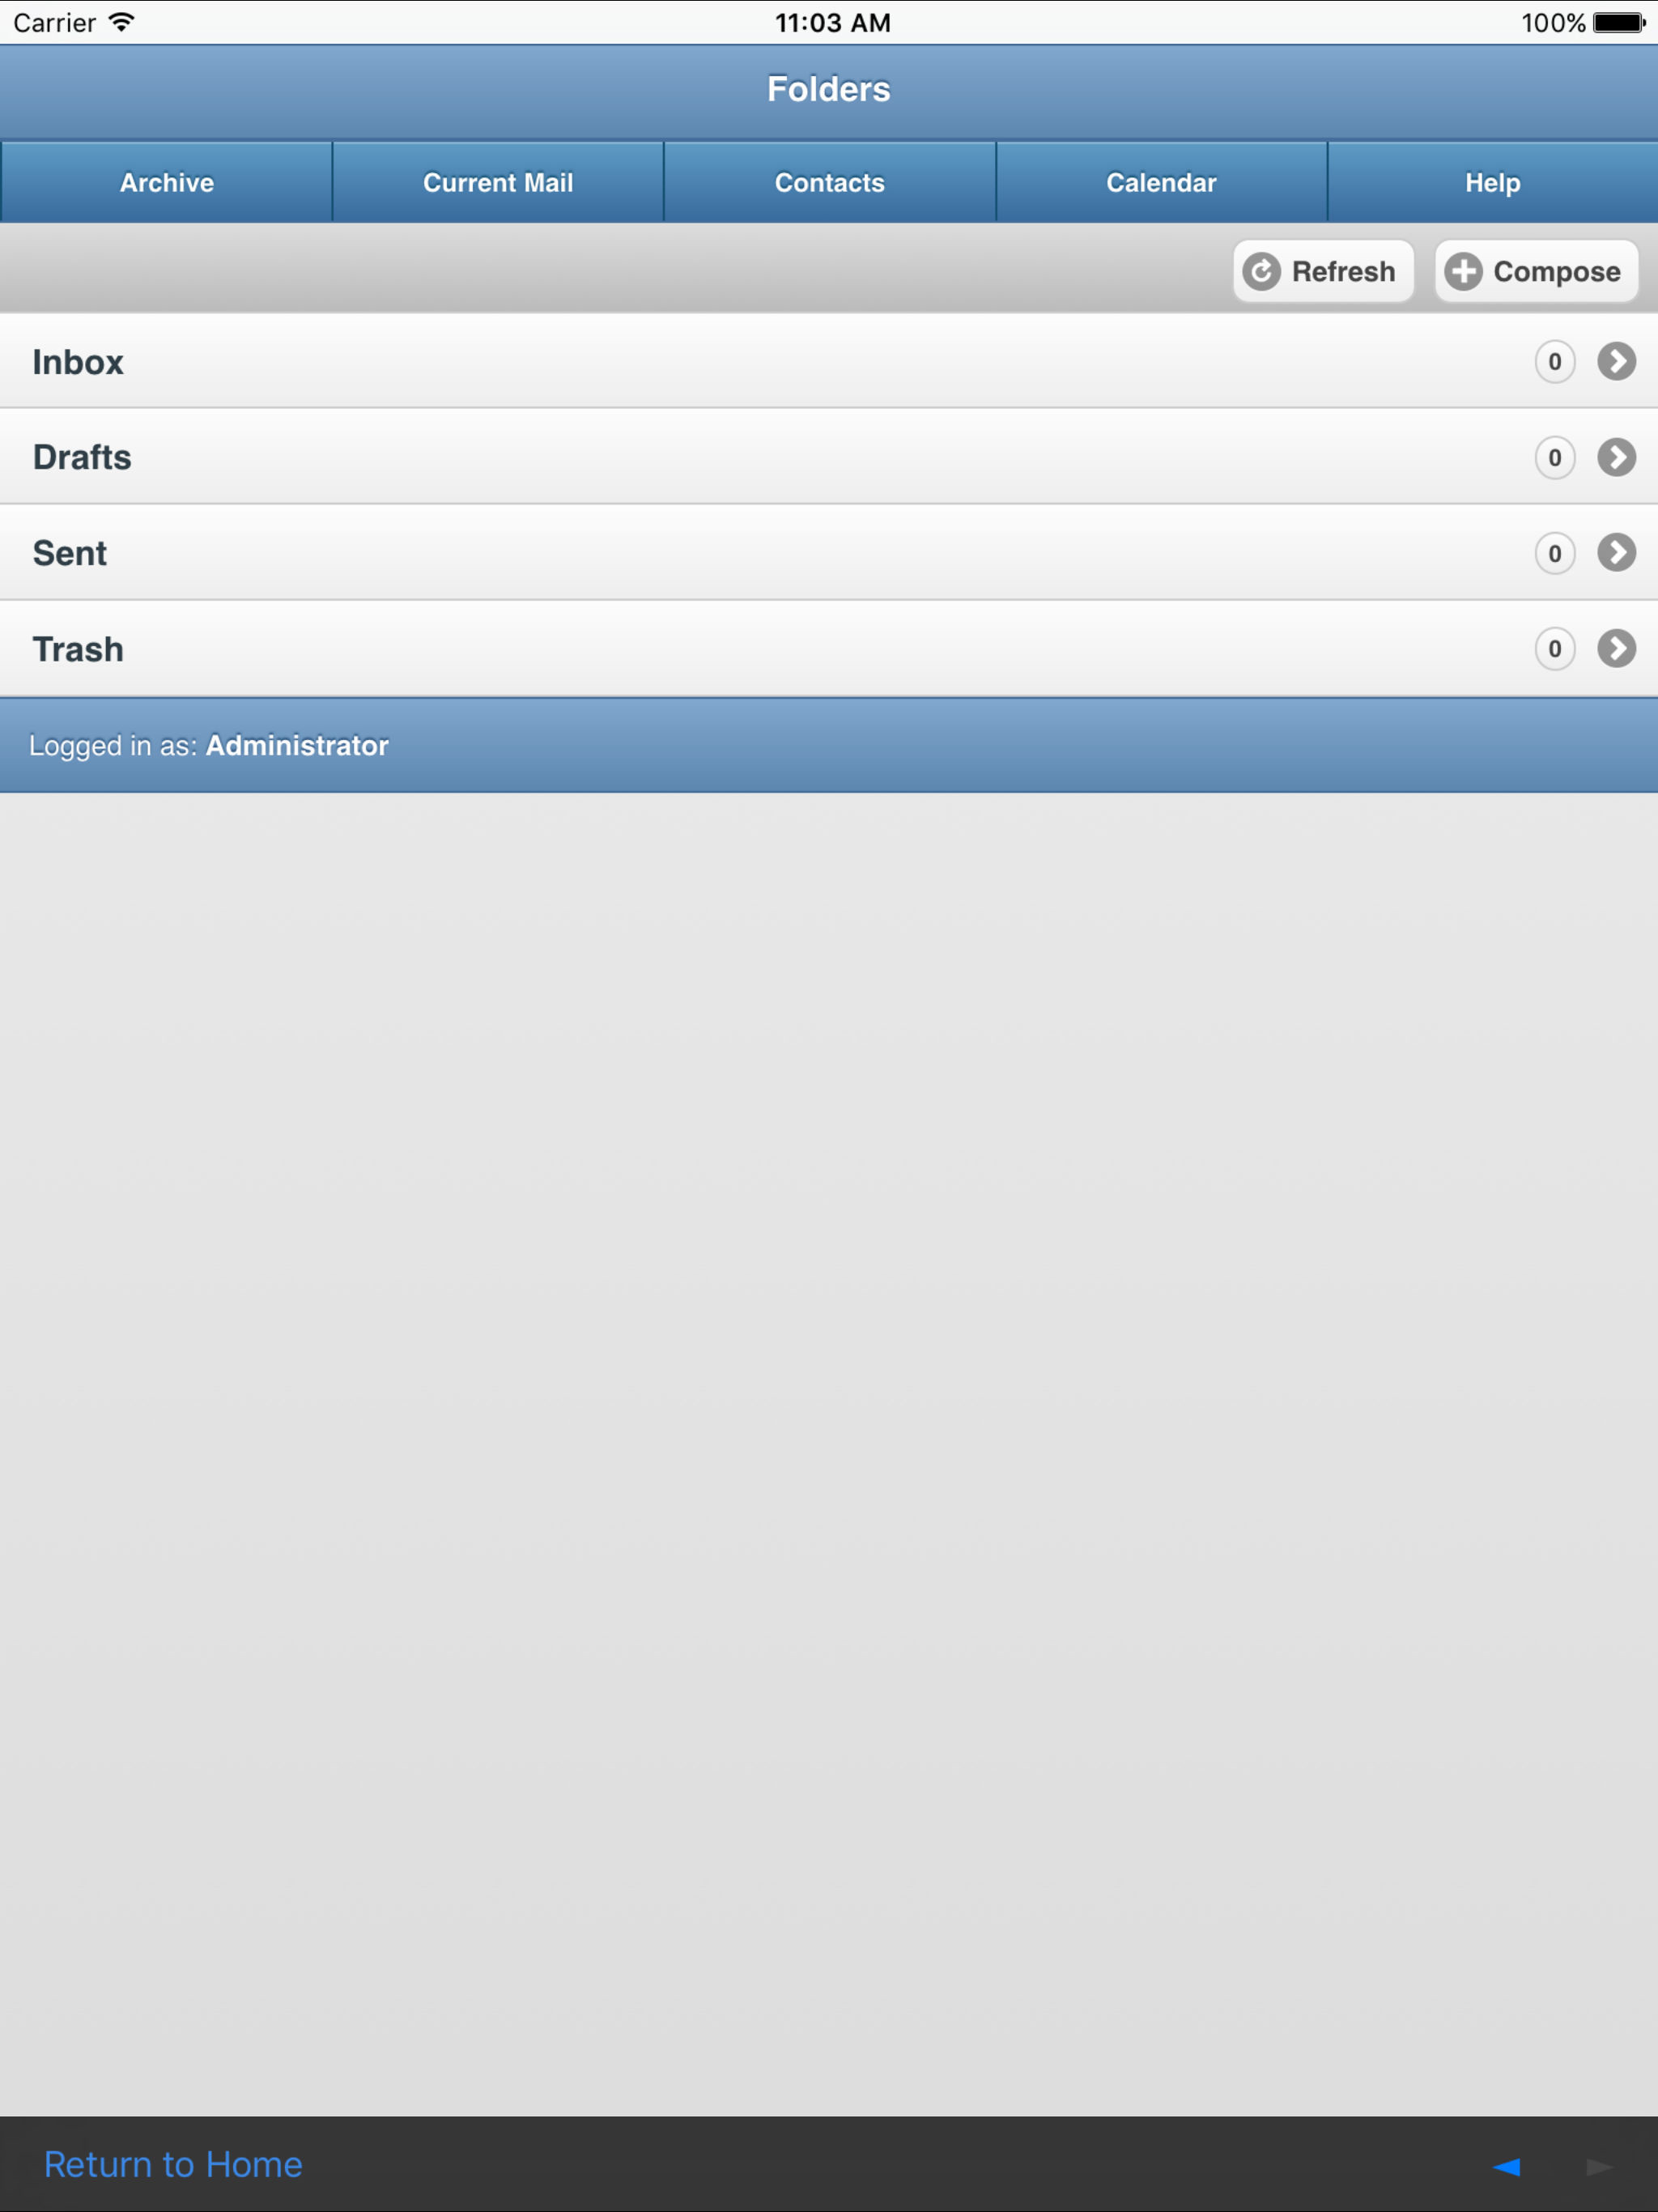 Carrier 11:03 AM 100%
Folders
Archive Current Mail Contacts Calendar Help
Refresh Compose
Inbox 0
Drafts 0
Sent 0
Trash 0
Logged in as: Administrator
Return to Home